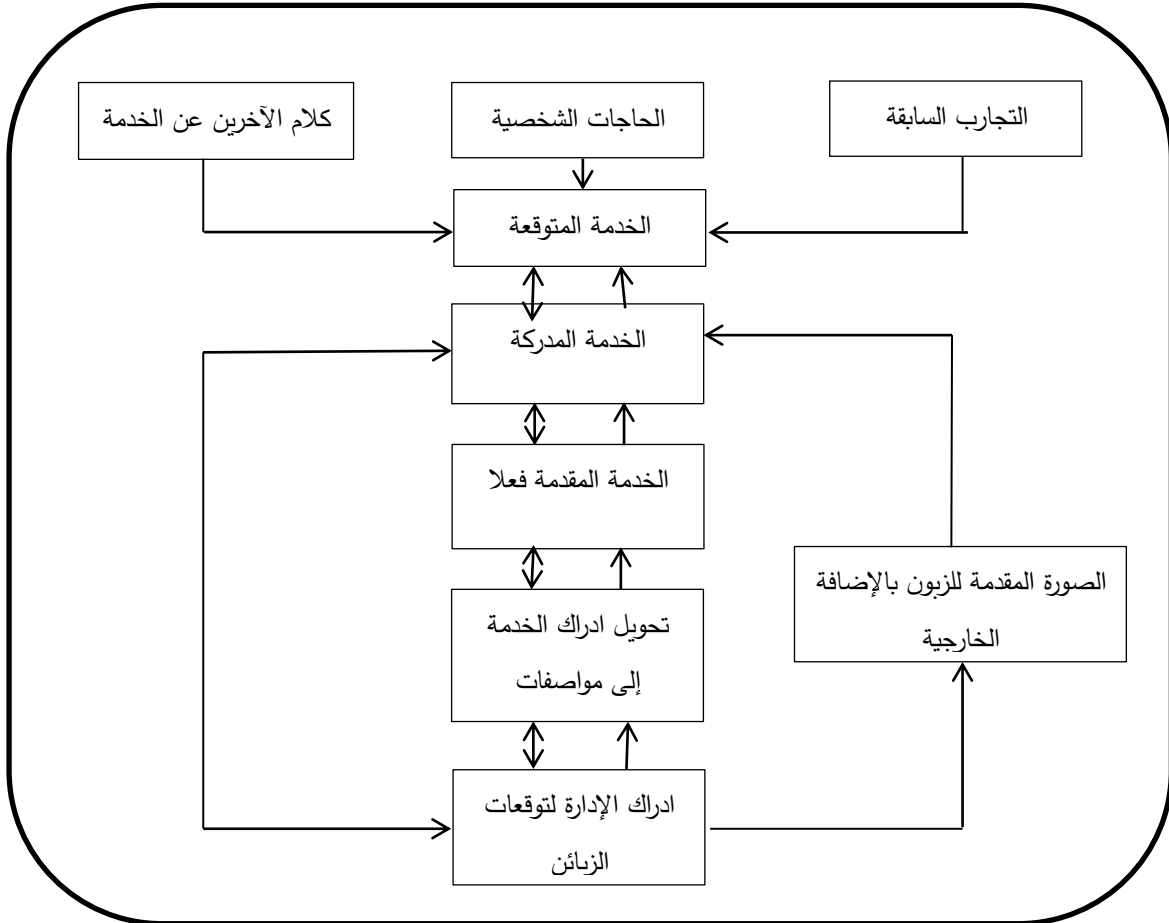 التجارب السابقة
الحاجات الشخصية
كلام الآخرين عن الخدمة
الخدمة المتوقعة
الخدمة المدركة
الخدمة المقدمة فعلا
الصورة المقدمة للزبون بالإضافة
الخارجية
تحويل ادراك الخدمة
إلى مواصفات
ادراك الإدارة لتوقعات
الزبائن